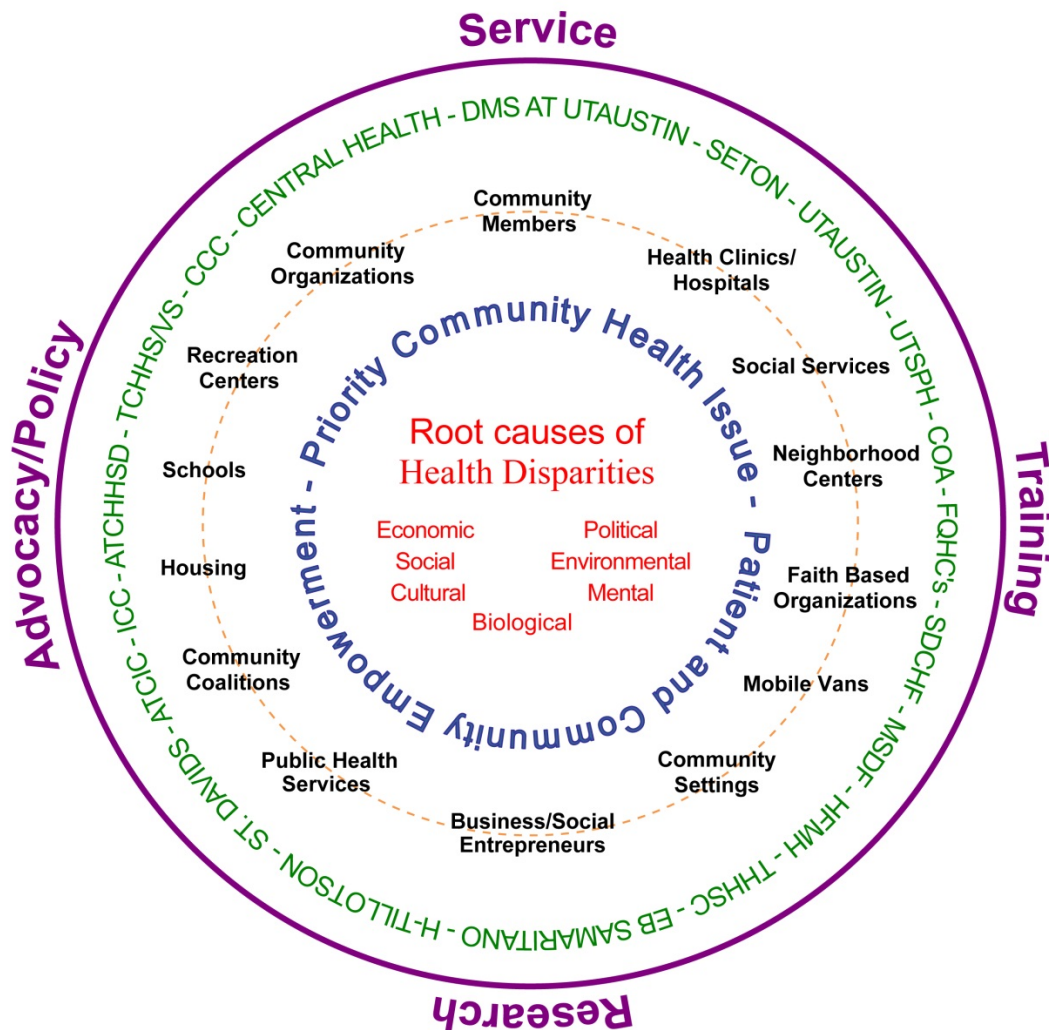 Service
Training
Research
Advocacy/Policy
CCC - CENTRAL HEALTH - DMS AT UTAUSTIN - SETON - UTAUSTIN - UTSPH - COA - FQHC's - SDCHF - MSDF - HFMH - THHSC - EB SAMARITANO - H-TILLOTSON - ST. DAVIDS - ATCIC - ICC - ATCHHSD - TCHHS/VS -
Community
Members
Health Clinics/
Hospitals
Social Services
Neighborhood
Centers
Faith Based
Organizations
Mobile Vans
Community
Settings
Business/Social
Entrepreneurs
Public Health
Services
Community
Coalitions
Housing
Schools
Recreation
Centers
Community
Organizations
Priority Community Health Issue - Patient and Community Empowerment -
Root causes of
Health Disparities
Economic
Political
Social
Environmental
Cultural
Mental
Biological